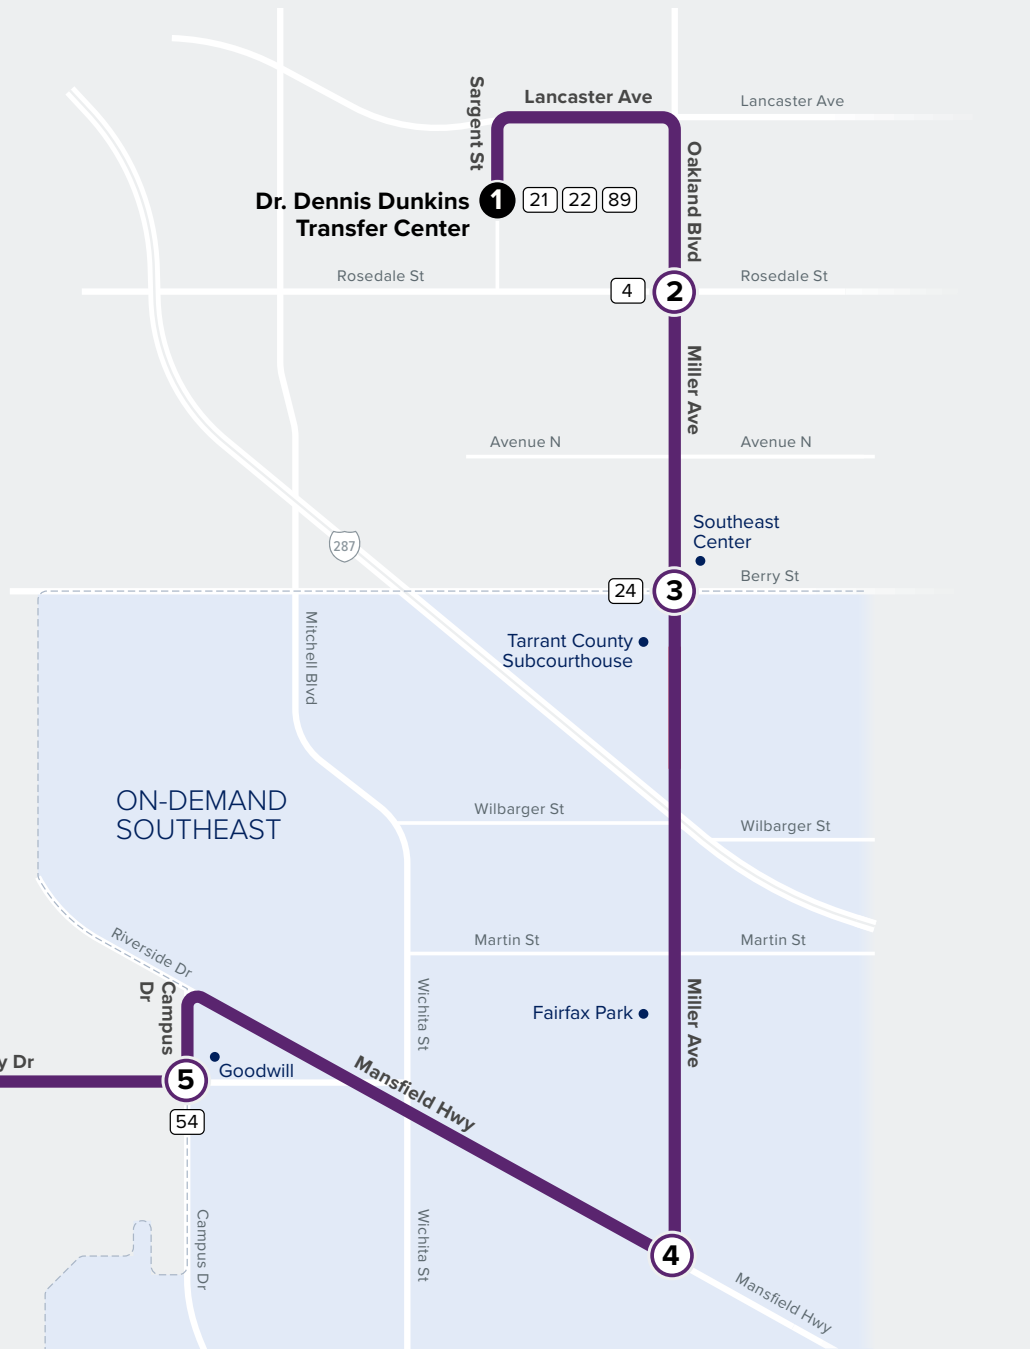 Sargent St
Lancaster Ave
Lancaster Ave
Oakland Blvd
Dr. Dennis Dunkins
Transfer Center
1
21
22
89
Rosedale St
4
2
Rosedale St
Miller Ave
Avenue N
Avenue N
287
Southeast
Center
24
3
Berry St
Mitchell Blvd
Tarrant County
Subcourthouse
ON-DEMAND
SOUTHEAST
Wilbarger St
Wilbarger St
Riverside Dr
Martin St
Martin St
Campus
Dr
Wichita St
Fairfax Park
Miller Ave
y Dr
5
Goodwill
Mansfield Hwy
54
Campus Dr
Wichita St
4
Mansfield Hwy